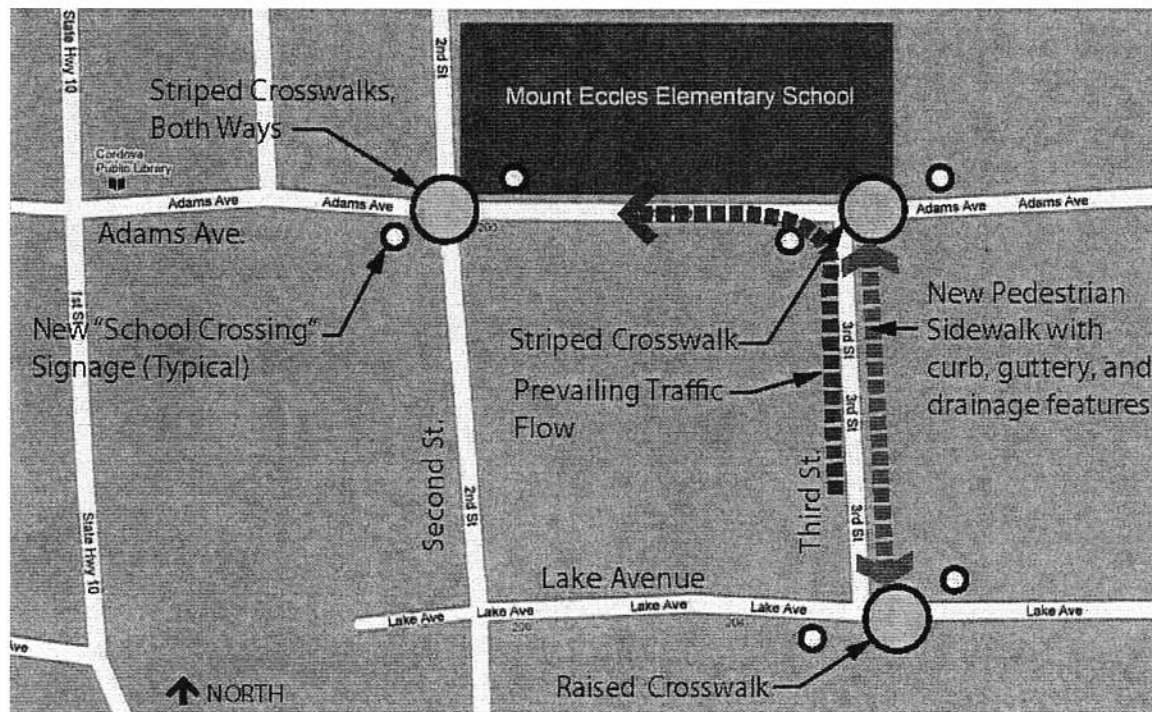 State Hwy 10
2nd St
Mount Eccles Elementary School
Striped Crosswalks,
Both Ways
Cordova
Public Library
Adams Ave
Adams Ave
Adams Ave
Adams Ave
Adams Ave.
200
New "School Crossing"
Signage (Typical)
1st St
Striped Crosswalk
Prevailing Traffic
Flow
3rd St
3rd St
New Pedestrian
Sidewalk with
curb, guttery, and
drainage features
Second St.
2nd St
Third St.
3rd St
State Hwy 10
Lake Avenue
Lake Ave
Lake Ave
Lake Ave
Lake Ave
Lake Ave
200
Ave
NORTH
Raised Crosswalk